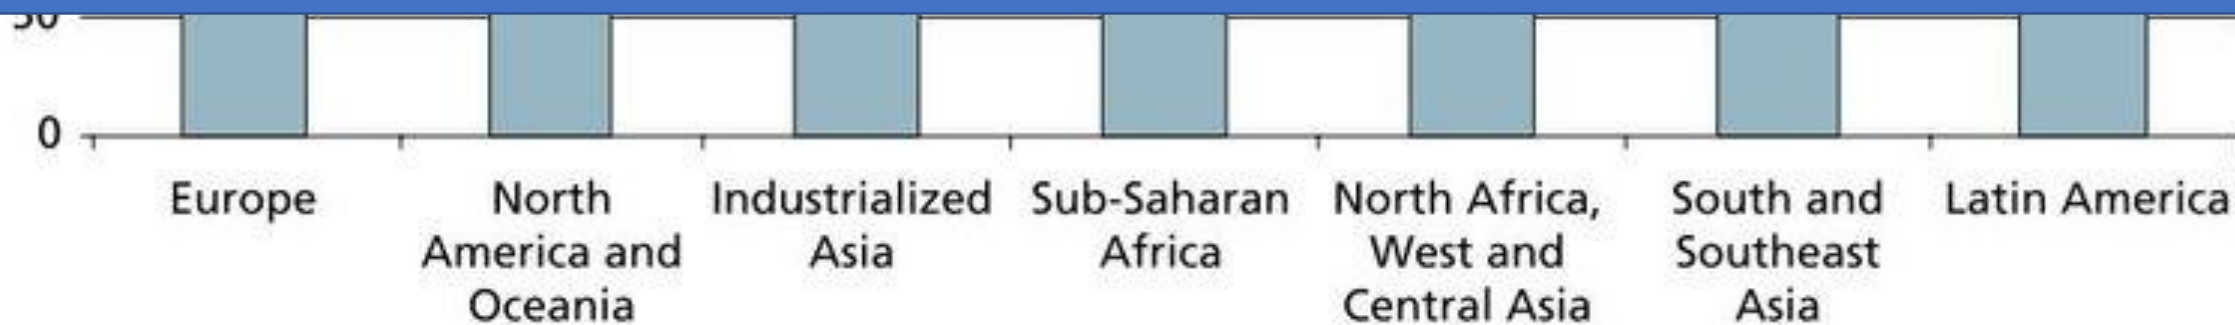 0
Europe
North
America and
Oceania
Industrialized
Asia
Sub-Saharan
Africa
North Africa,
West and
Central Asia
South and
Southeast
Asia
Latin America